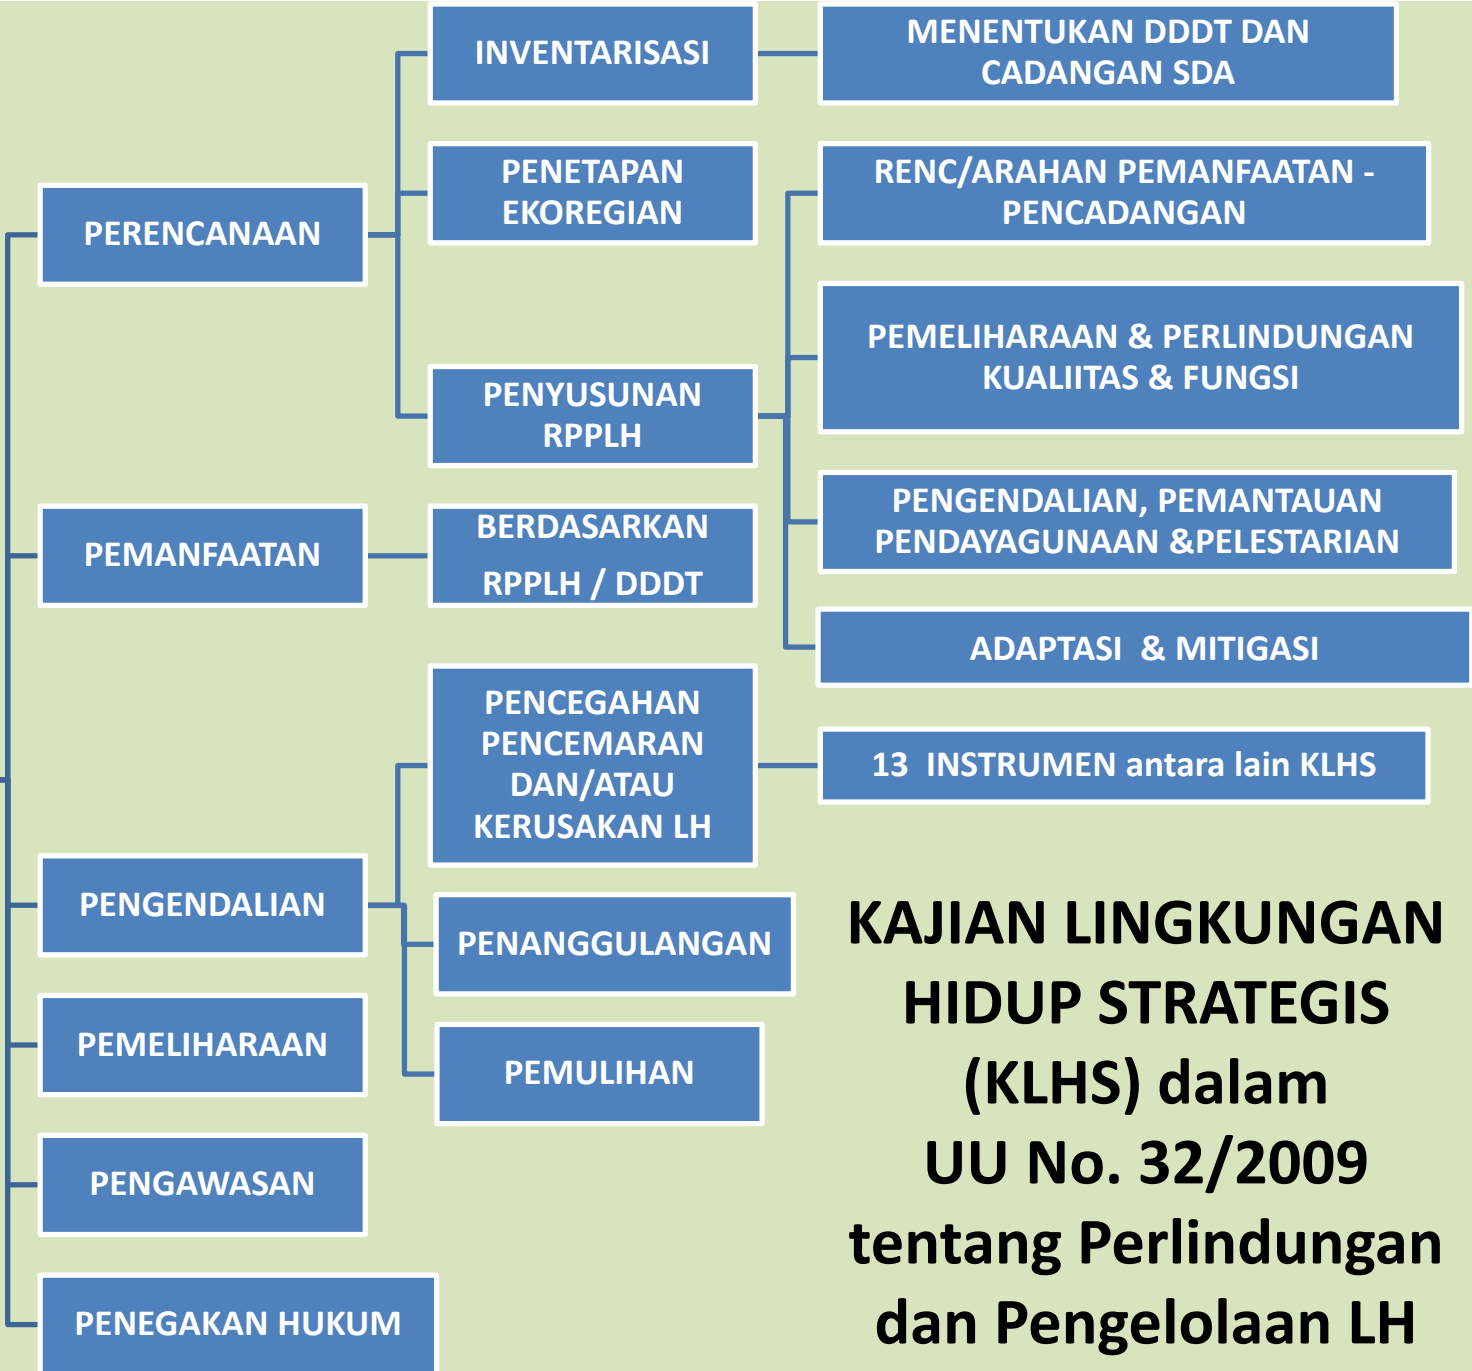 INVENTARISASI
MENENTUKAN DDDT DAN
CADANGAN SDA
PENETAPAN
EKOREGIAN
RENC/ARAHAN PEMANFAATAN -
PENCADANGAN
PERENCANAAN
PEMELIHARAAN & PERLINDUNGAN
KUALIITAS & FUNGSI
PENYUSUNAN
RPPLH
PENGENDALIAN, PEMANTAUAN
PENDAYAGUNAAN &PELESTARIAN
PEMANFAATAN
BERDASARKAN
RPPLH / DDDT
ADAPTASI & MITIGASI
PENCEGAHAN
PENCEMARAN
DAN/ATAU
KERUSAKAN LH
13 INSTRUMEN antara lain KLHS
PENGENDALIAN
PENANGGULANGAN
PEMULIHAN
PEMELIHARAAN
PENGAWASAN
PENEGAKAN HUKUM
KAJIAN LINGKUNGAN
HIDUP STRATEGIS
(KLHS) dalam
UU No. 32/2009
tentang Perlindungan
dan Pengelolaan LH